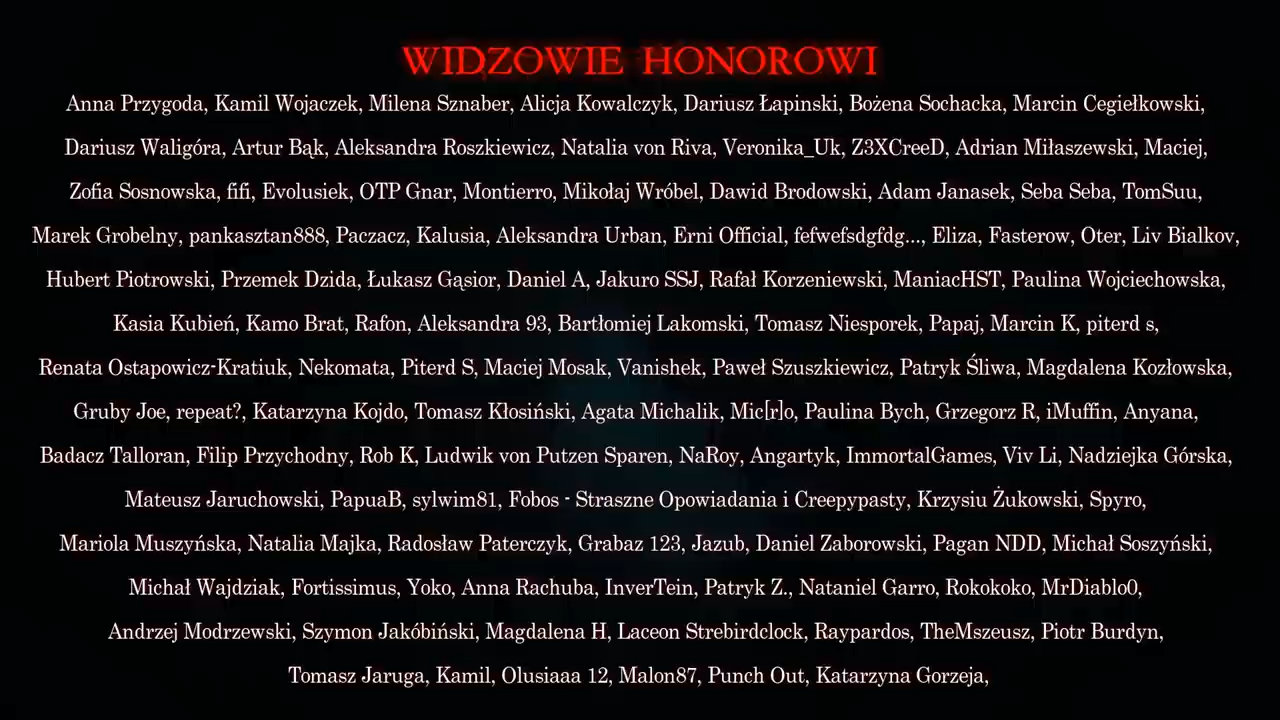 WIDZOWIE HONOROWI
Anna Przygoda, Kamil Wojaczek, Milena Sznaber, Alicja Kowalczyk, Dariusz Łapinski, Bożena Sochacka, Marcin Cegiełkowski,
Dariusz Waligóra, Artur Bąk, Aleksandra Roszkiewicz, Natalia von Riva, Veronika_Uk, Z3XCreeD, Adrian Miłaszewski, Maciej,
Zofia Sosnowska, fifi, Evolusiek, OTP Gnar, Montierro, Mikołaj Wróbel, Dawid Brodowski, Adam Janasek, Seba Seba, TomSuu,
Marek Grobelny, pankasztan888, Paczacz, Kalusia, Aleksandra Urban, Erni Official, fefwefsdgfdg..., Eliza, Fasterow, Oter, Liv Bialkov,
Hubert Piotrowski, Przemek Dzida, Łukasz Gąsior, Daniel A, Jakuro SSJ, Rafał Korzeniewski, ManiacHST, Paulina Wojciechowska,
Kasia Kubień, Kamo Brat, Rafon, Aleksandra 93, Bartłomiej Lakomski, Tomasz Niesporek, Papaj, Marcin K, piterd s,
Renata Ostapowicz-Kratiuk, Nekomata, Piterd S, Maciej Mosak, Vanishek, Paweł Szuszkiewicz, Patryk Śliwa, Magdalena Kozłowska,
Gruby Joe, repeat?, Katarzyna Kojdo, Tomasz Kłosiński, Agata Michalik, Mic[r]o, Paulina Bych, Grzegorz R, iMuffin, Anyana,
Badacz Talloran, Filip Przychodny, Rob K, Ludwik von Putzen Sparen, NaRoy, Angartyk, ImmortalGames, Viv Li, Nadziejka Górska,
Mateusz Jaruchowski, PapuaB, sylwim81, Fobos - Straszne Opowiadania i Creepypasty, Krzysiu Żukowski, Spyro,
Mariola Muszyńska, Natalia Majka, Radosław Paterczyk, Grabaz 123, Jazub, Daniel Zaborowski, Pagan NDD, Michał Soszyński,
Michał Wajdziak, Fortissimus, Yoko, Anna Rachuba, InverTein, Patryk Z., Nataniel Garro, Rokokoko, MrDiablo0,
Andrzej Modrzewski, Szymon Jakóbiński, Magdalena H, Laceon Strebirdclock, Raypardos, TheMszeusz, Piotr Burdyn,
Tomasz Jaruga, Kamil, Olusiaaa 12, Malon87, Punch Out, Katarzyna Gorzeja,